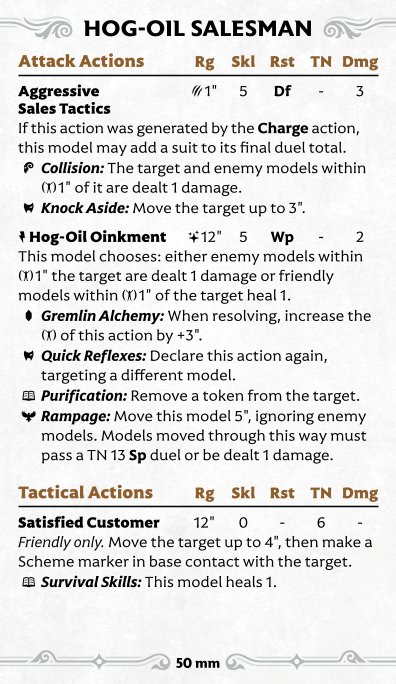 HOG-OIL SALESMAN
Attack Actions Rg Skl Rst TN Dmg
Aggressive 1" 5 Df - 3
Sales Tactics
If this action was generated by the Charge action,
this model may add a suit to its final duel total.
Collision: The target and enemy models within
1" of it are dealt 1 damage.
Knock Aside: Move the target up to 3".
Hog-Oil Oinkment 12" 5 Wp - 2
This model chooses: either enemy models within
1" the target are dealt 1 damage or friendly
models within 1" of the target heal 1.
Gremlin Alchemy: When resolving, increase the
of this action by +3".
Quick Reflexes: Declare this action again,
targeting a different model.
Purification: Remove a token from the target.
Rampage: Move this model 5", ignoring enemy
models. Models moved through this way must
pass a TN 13 Sp duel or be dealt 1 damage.
Tactical Actions Rg Skl Rst TN Dmg
Satisfied Customer 12" 0 - 6 -
Friendly only. Move the target up to 4", then make a
Scheme marker in base contact with the target.
Survival Skills: This model heals 1.
50 mm